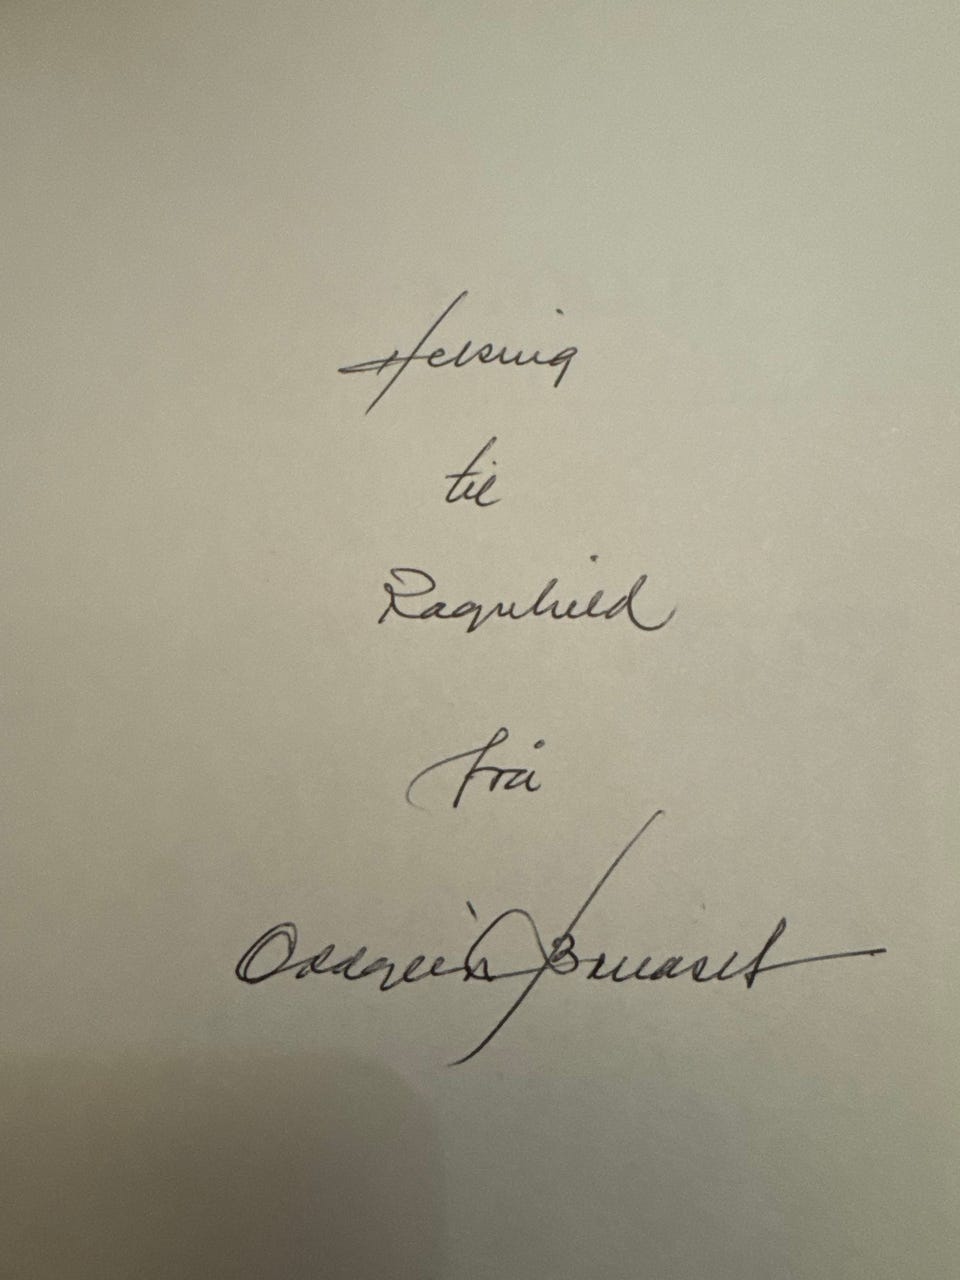 Helsing
til
Ragnhild
frå
Oddgeir Bruaset